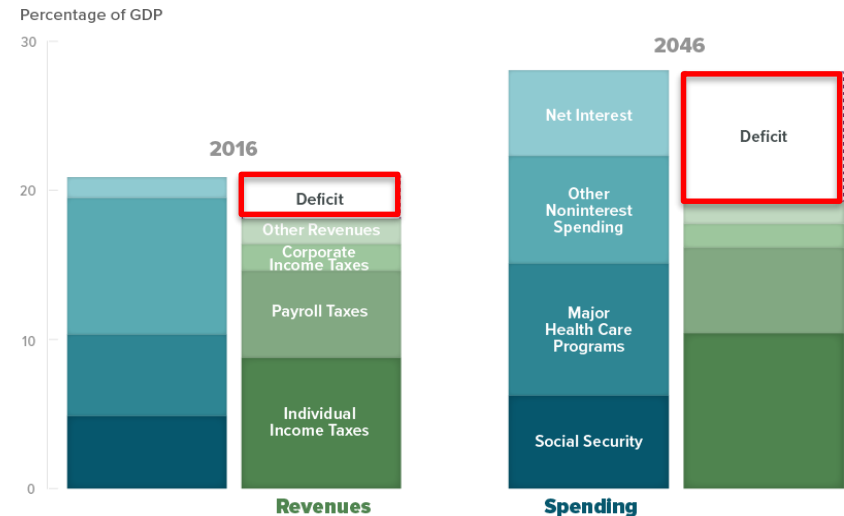 Percentage of GDP
30
20
10
0
2016
Deficit
Other Revenues
Corporate
Income Taxes
Payroll Taxes
Individual
Income Taxes
Revenues
2046
Net Interest
Other
Noninterest
Spending
Major
Health Care
Programs
Social Security
Spending
Deficit